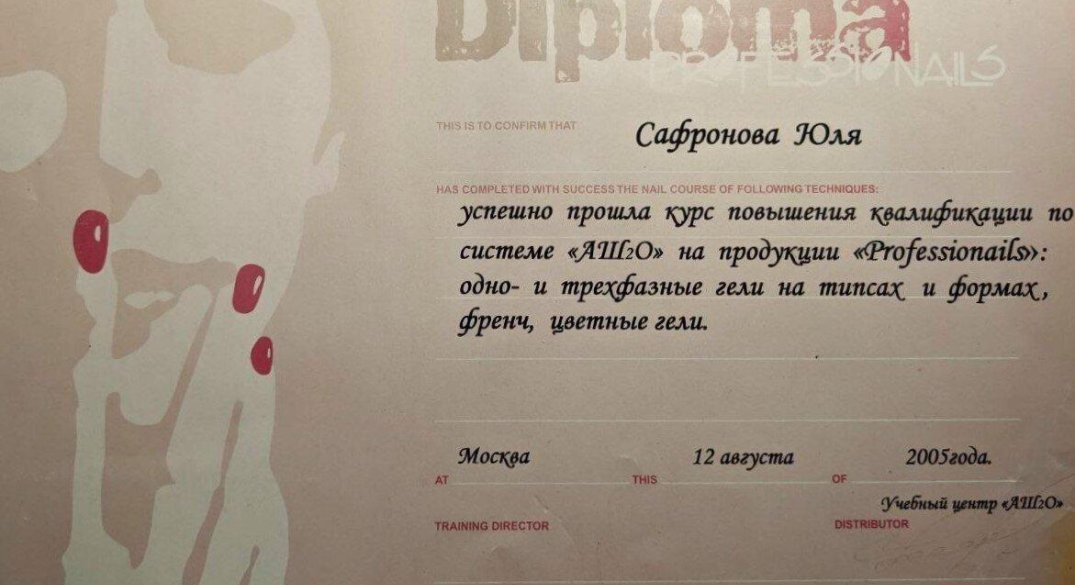 Diploma
PROFESSIONAILS
THIS IS TO CONFIRM THAT Сафронова Юля
HAS COMPLETED WITH SUCCESS THE NAIL COURSE OF FOLLOWING TECHNIQUES:
успешно прошла курс повышения квалификации по
системе «АШ2О» на продукции «Professionails»:
одно- и трехфазные гели на типсах и формах,
френч, цветные гели.
AT Москва THIS 12 августа OF 2005года.
Учебный центр «АШ2О»
TRAINING DIRECTOR DISTRIBUTOR